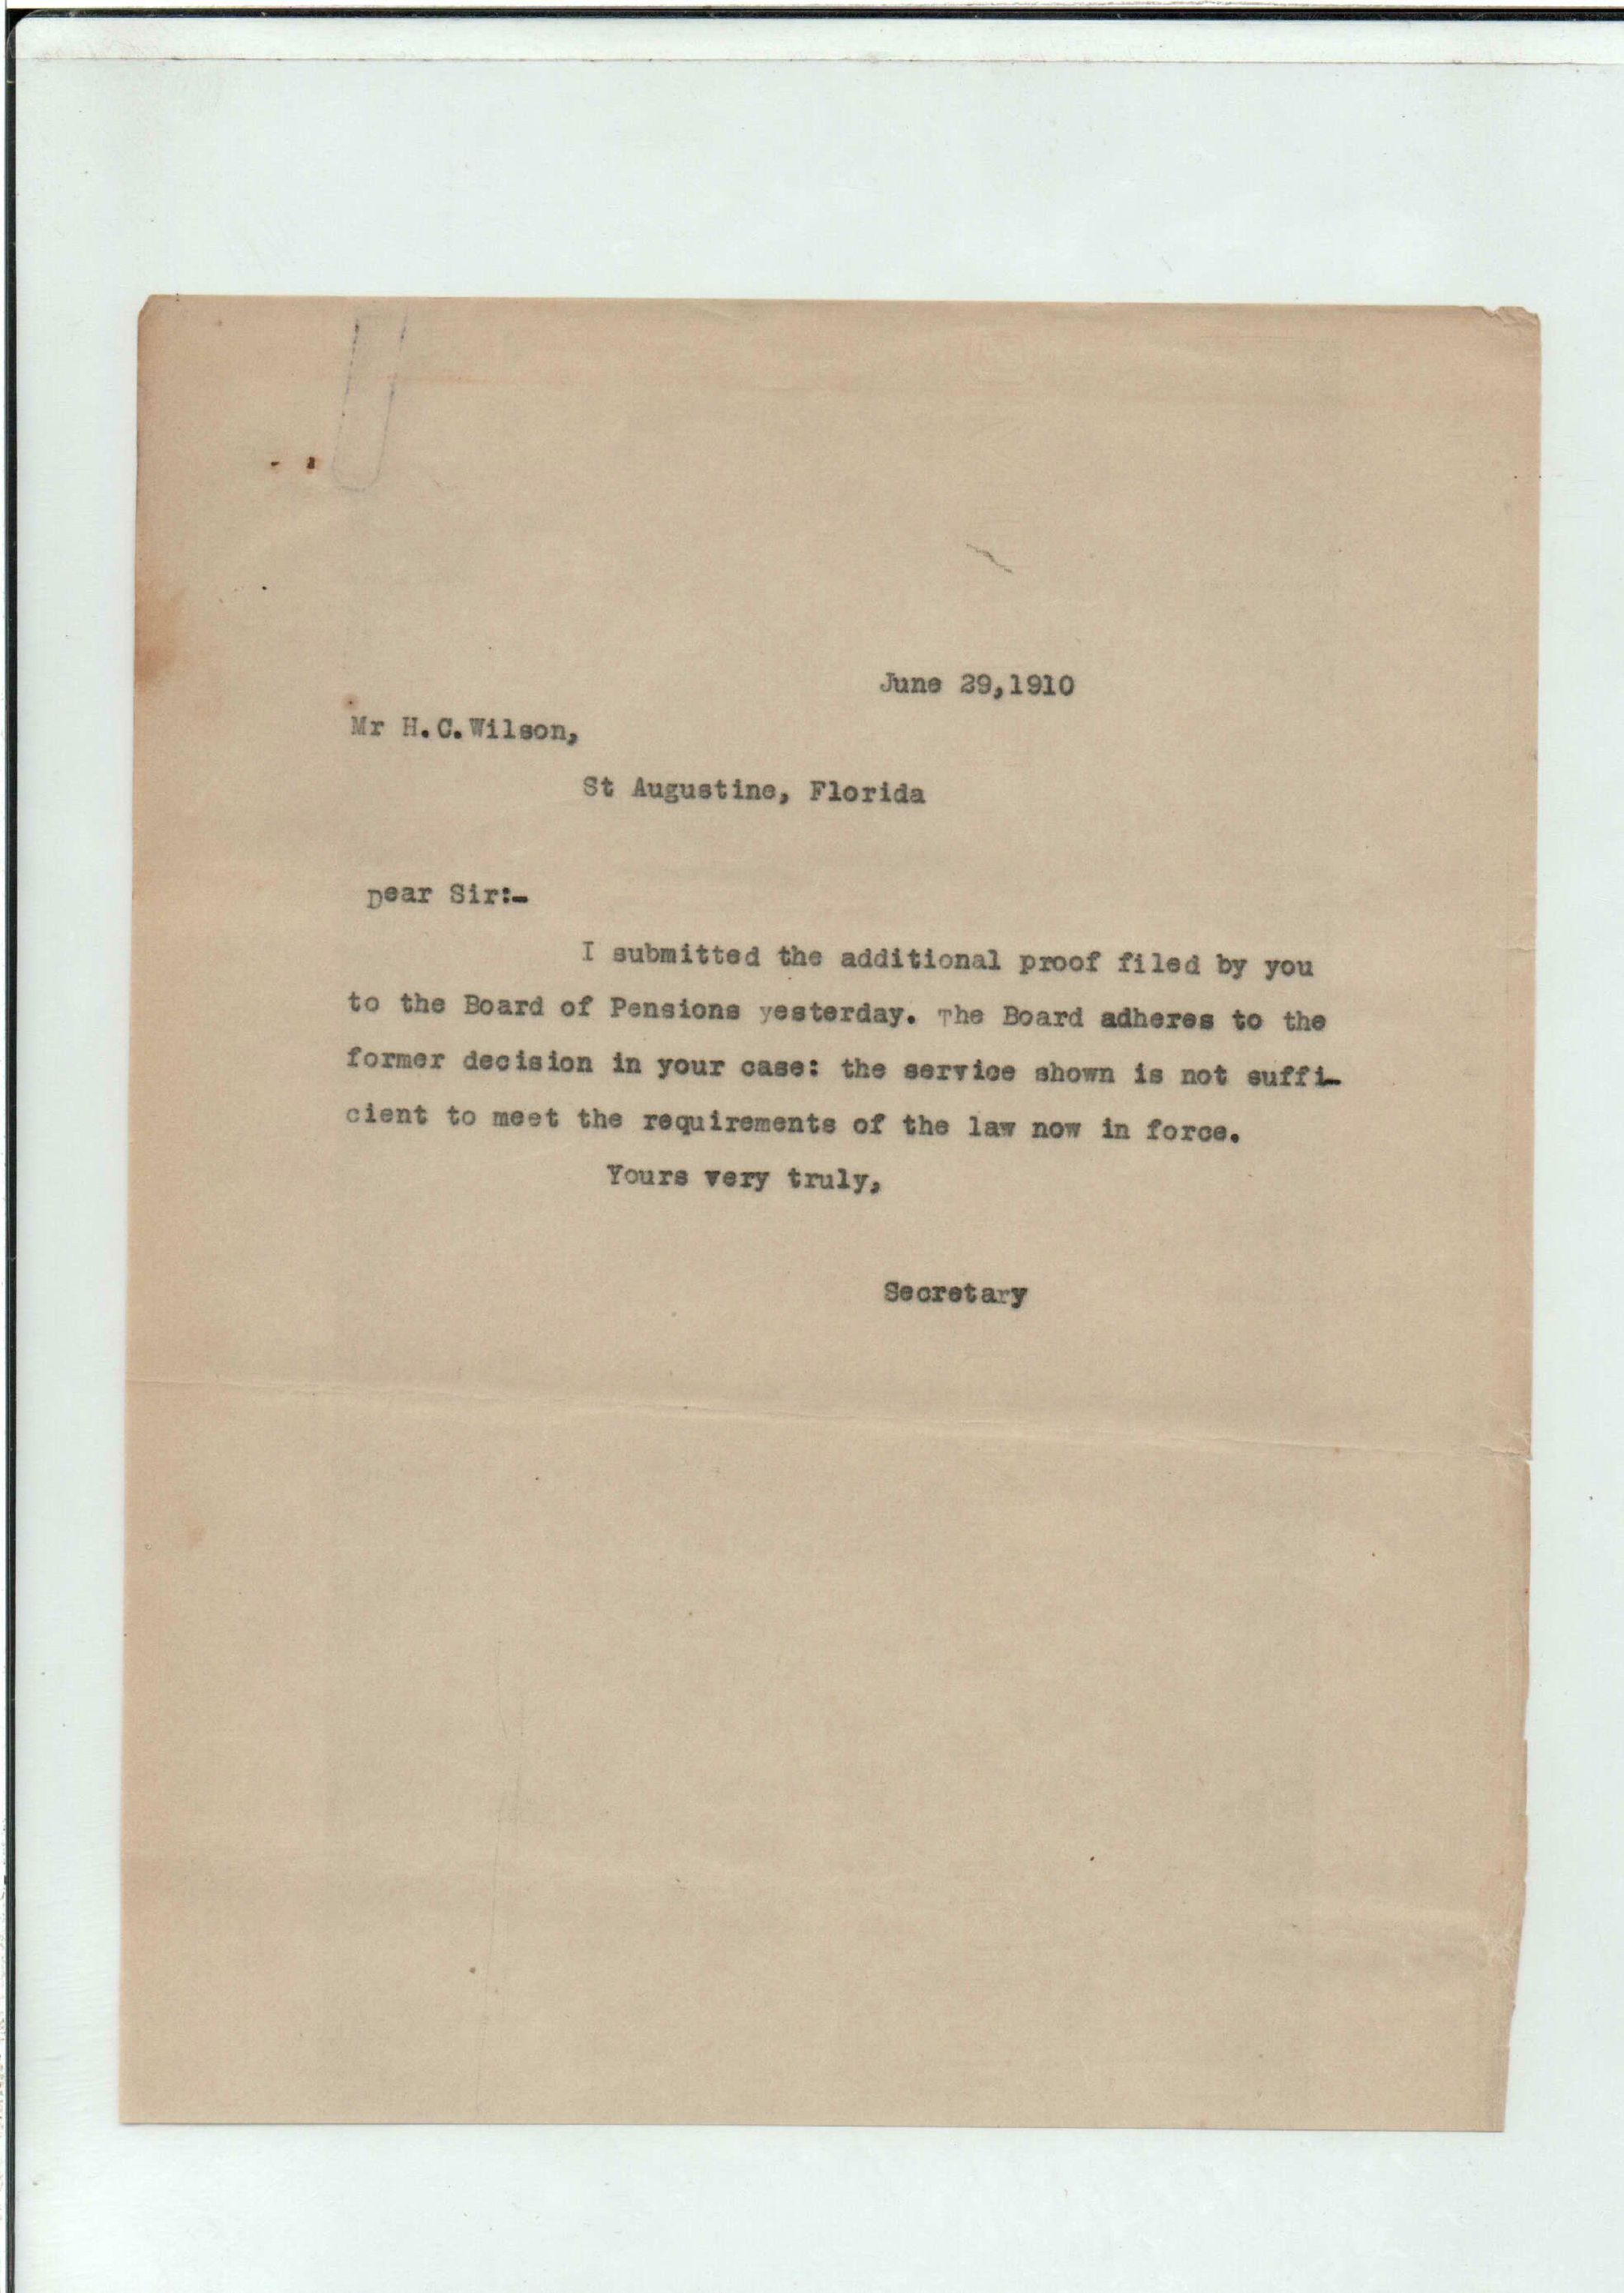 June 29,1910
Mr H.C.Wilson,
St Augustine, Florida
Dear Sir:-
I submitted the additional proof filed by you
to the Board of Pensions yesterday. The Board adheres to the
former decision in your case: the service shown is not suffi-
cient to meet the requirements of the law now in force.
Yours very truly,
Secretary